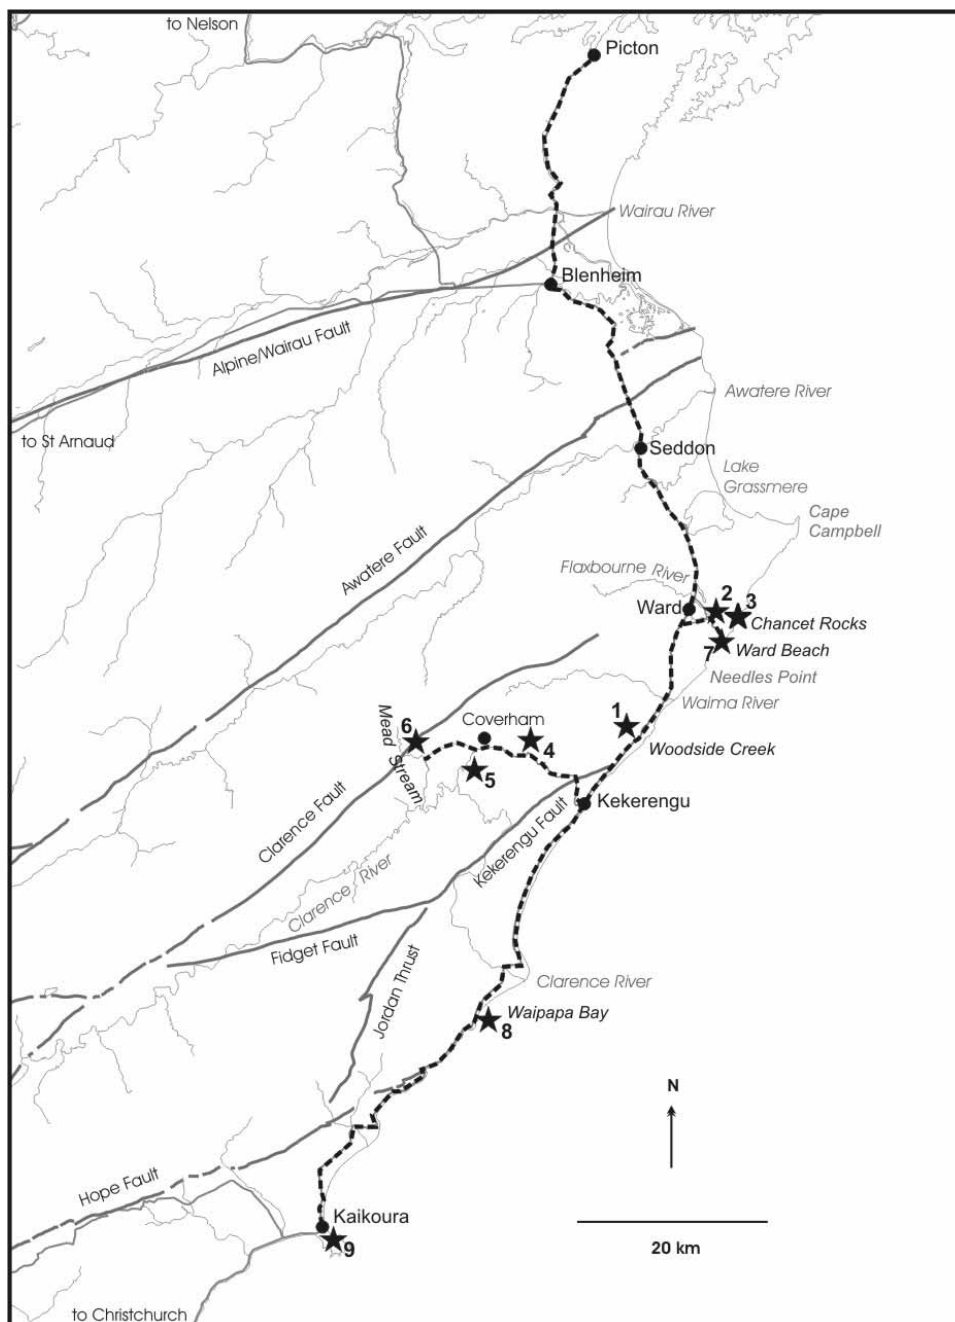 to Nelson
Picton
Wairau River
Blenheim
Alpine/Wairau Fault
Awatere River
to St Arnaud
Seddon
Lake
Grassmere
Cape
Campbell
Awatere Fault
Flaxbourne River
Ward
2
3
Chancet Rocks
7
Ward Beach
Needles Point
Waima River
1
Woodside Creek
6
Mead Stream
Coverham
4
5
Kekerengu
Clarence Fault
Kekerengu Fault
Clarence River
Fidget Fault
Jordan Thrust
Clarence River
Waipapa Bay
8
N
Hope Fault
Kaikoura
9
20 km
to Christchurch